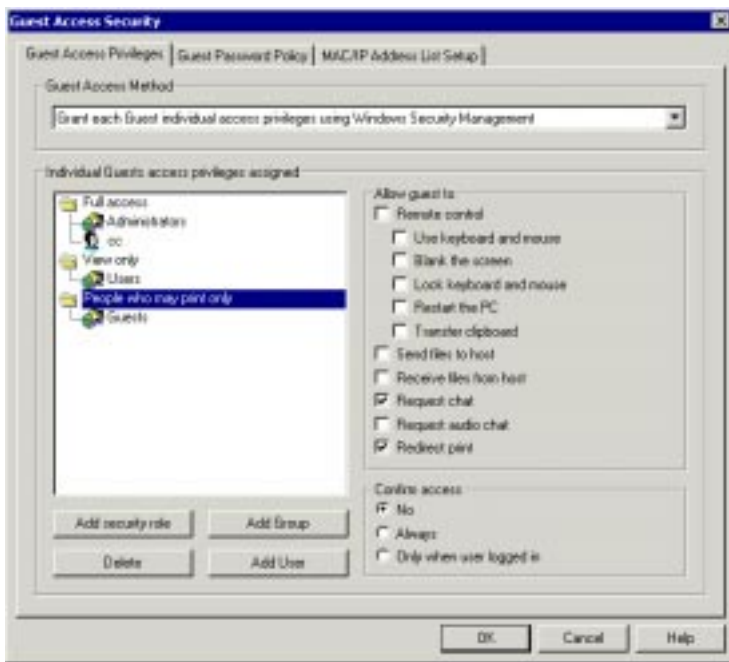 Guest Access Security
Guest Access Privileges
Guest Password Policy
MAC/IP Address List Setup
Guest Access Method
Grant each Guest individual access privileges using Windows Security Management
Individual Guests access privileges assigned
Full access
Administrators
cc
View only
Users
People who may print only
Guests
Add security role
Add Group
Delete
Add User
Allow guest to
Remote control
Use keyboard and mouse
Blank the screen
Lock keyboard and mouse
Restart the PC
Transfer clipboard
Send files to host
Receive files from host
Request chat
Request audio chat
Redirect print
Confirm access
No
Always
Only when user logged in
OK
Cancel
Help